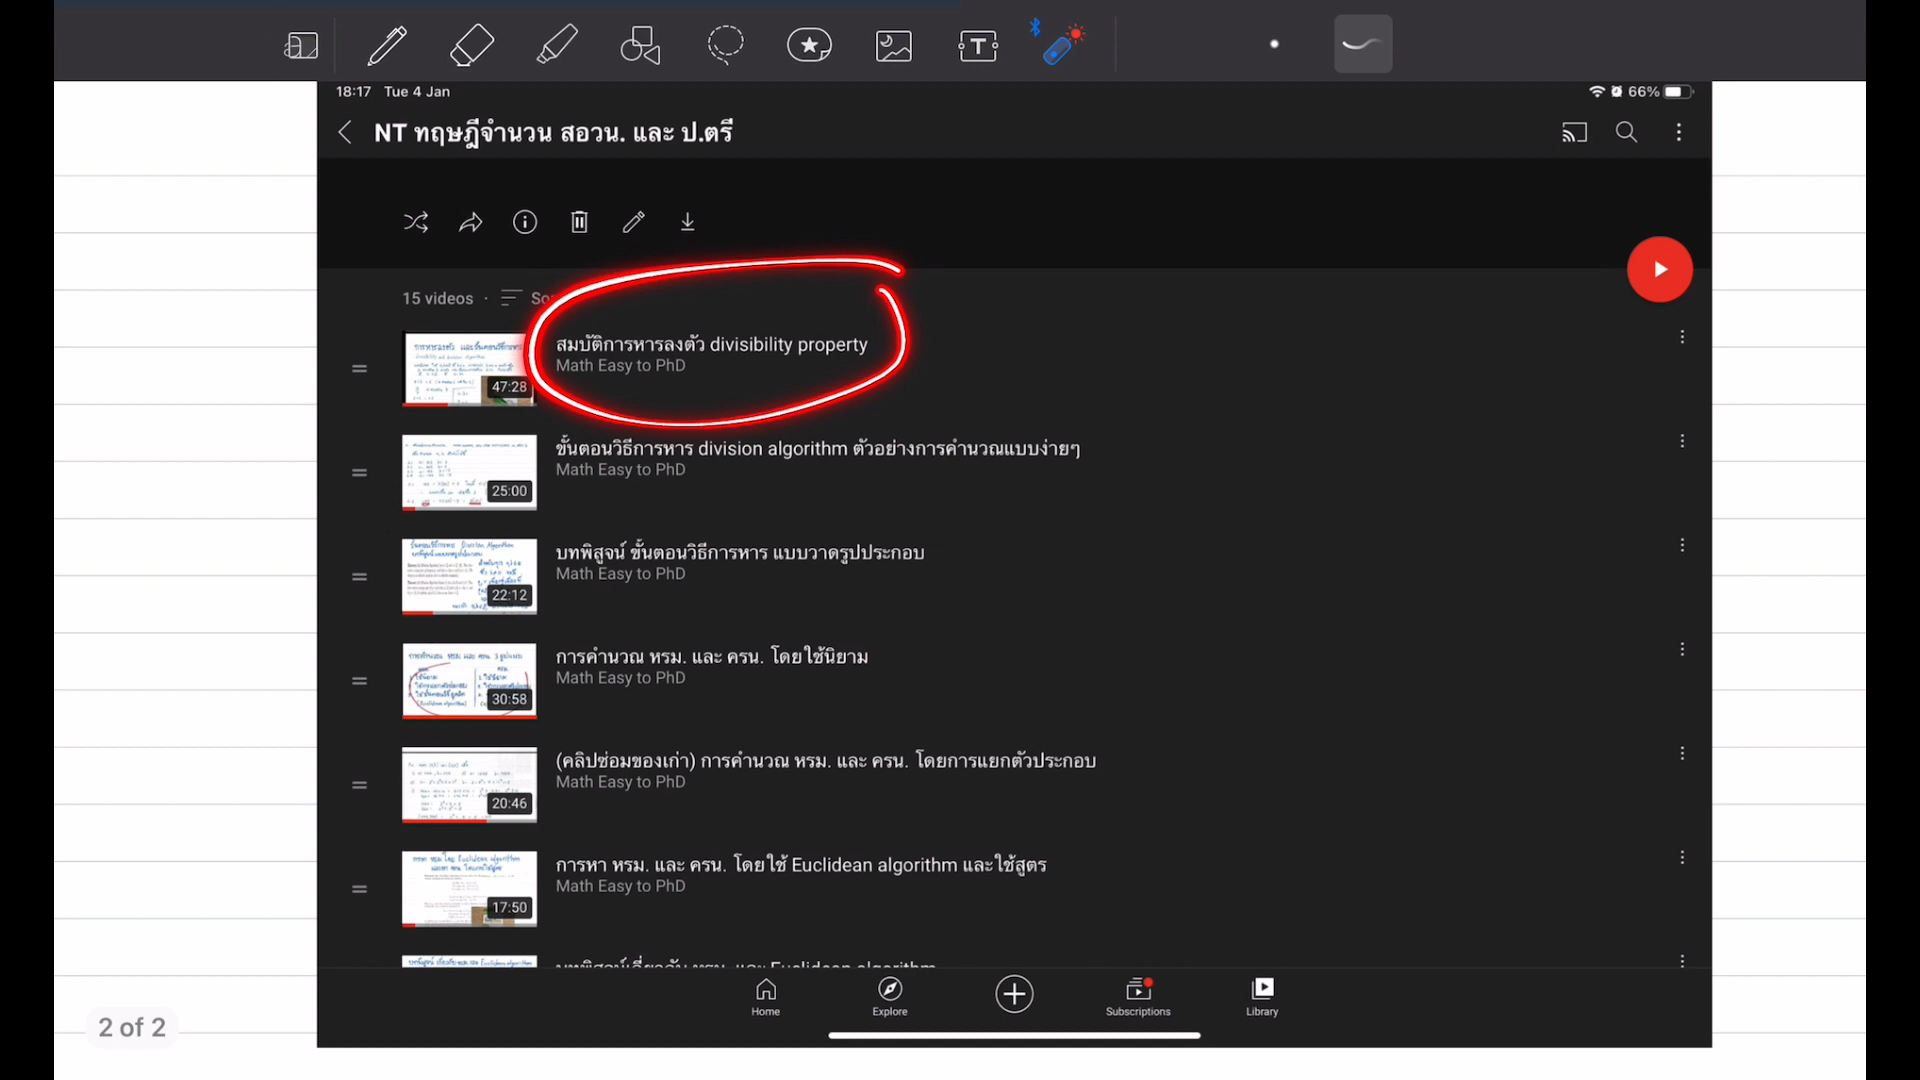 18:17 Tue 4 Jan
66%
NT ทฤษฎีจำนวน สอวน. และ ป.ตรี
15 videos ·
สมบัติการหารลงตัว divisibility property
Math Easy to PhD
47:28
ขั้นตอนวิธีการหาร division algorithm ตัวอย่างการคำนวณแบบง่ายๆ
Math Easy to PhD
25:00
บทพิสูจน์ ขั้นตอนวิธีการหาร แบบวาดรูปประกอบ
Math Easy to PhD
22:12
การคำนวณ หรม. และ ครน. โดยใช้นิยาม
Math Easy to PhD
30:58
(คลิปซ่อมของเก่า) การคำนวณ หรม. และ ครน. โดยการแยกตัวประกอบ
Math Easy to PhD
20:46
การหา หรม. และ ครน. โดยใช้ Euclidean algorithm และใช้สูตร
Math Easy to PhD
17:50
Home
Explore
Subscriptions
Library
2 of 2